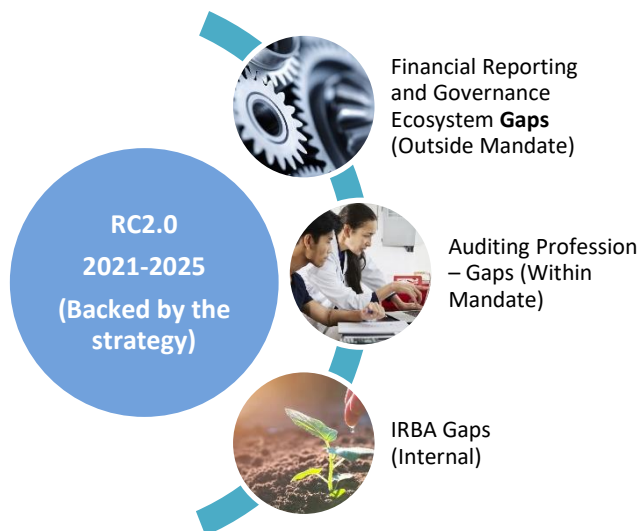 RC2.0
2021-2025
(Backed by the
strategy)
Financial Reporting
and Governance
Ecosystem Gaps
(Outside Mandate)
Auditing Profession
– Gaps (Within
Mandate)
IRBA Gaps
(Internal)